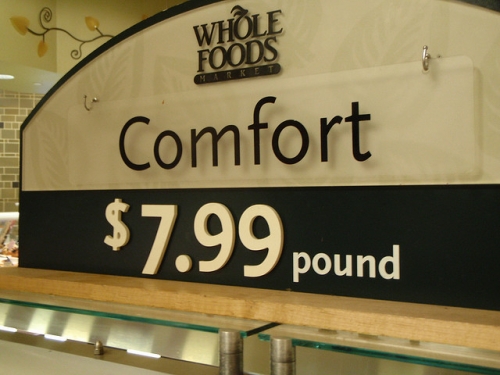 WHOLE
FOODS
MARKET
Comfort
$7.99 pound